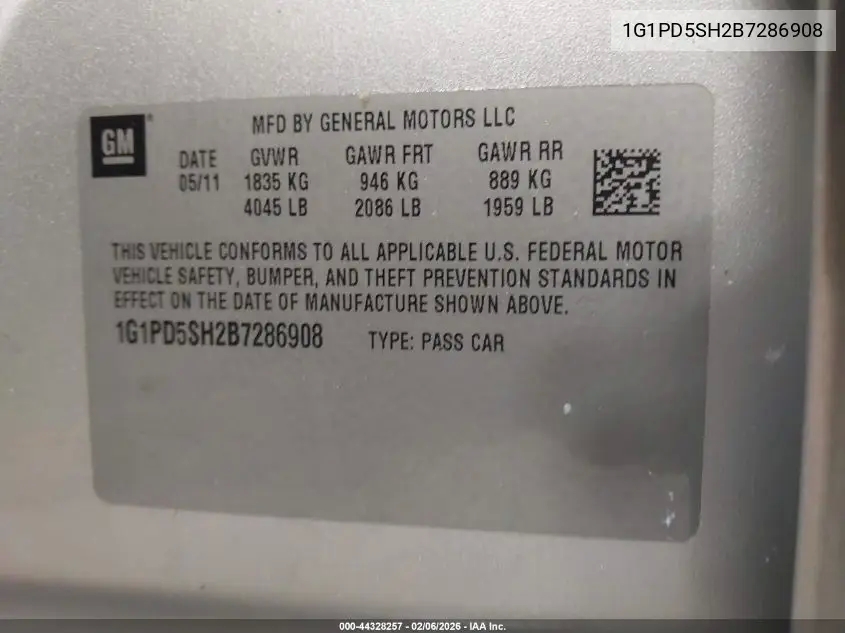 1G1PD5SH2B7286908
GM
MFD BY GENERAL MOTORS LLC
DATE GVWR GAWR FRT GAWR RR
05/11 1835 KG 946 KG 889 KG
4045 LB 2086 LB 1959 LB
THIS VEHICLE CONFORMS TO ALL APPLICABLE U.S. FEDERAL MOTOR
VEHICLE SAFETY, BUMPER, AND THEFT PREVENTION STANDARDS IN
EFFECT ON THE DATE OF MANUFACTURE SHOWN ABOVE.
1G1PD5SH2B7286908 TYPE: PASS CAR
000-44328257 - 02/06/2026 - IAA Inc.